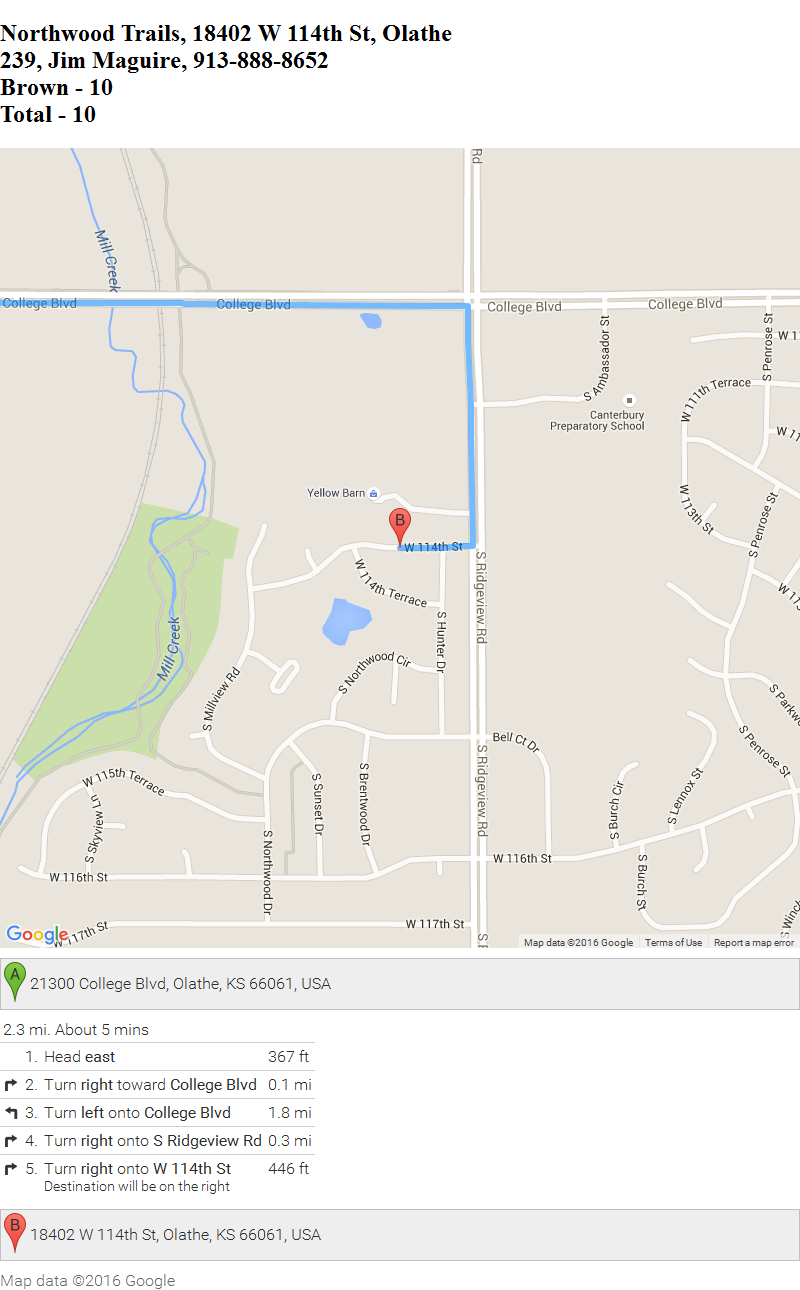 Northwood Trails, 18402 W 114th St, Olathe
239, Jim Maguire, 913-888-8652
Brown - 10
Total - 10
Rd
Mill Creek
College Blvd
College Blvd
College Blvd
College Blvd
S Ambassador St
S Penrose St
W 1
W 111th Terrace
Canterbury
Preparatory School
W 11
Yellow Barn
W 113th St
S Penrose St
B
W 114th St
W 114th Terrace
S Ridgeview Rd
W 113
S Hunter Dr
Mill Creek
S Northwood Cir
S Millview Rd
S Parkwo
Bell Ct Dr
S Penrose St
S Ridgeview Rd
W 115th Terrace
S Skyview Ln
S Sunset Dr
S Brentwood Dr
S Burch Cir
S Lennox St
S Northwood Dr
W 116th St
W 116th St
S Burch St
W 117th St
W 117th St
S Winch
Google
Map data ©2016 Google Terms of Use Report a map error
A 21300 College Blvd, Olathe, KS 66061, USA
2.3 mi. About 5 mins
1. Head east 367 ft
2. Turn right toward College Blvd 0.1 mi
3. Turn left onto College Blvd 1.8 mi
4. Turn right onto S Ridgeview Rd 0.3 mi
5. Turn right onto W 114th St 446 ft
Destination will be on the right
B 18402 W 114th St, Olathe, KS 66061, USA
Map data ©2016 Google